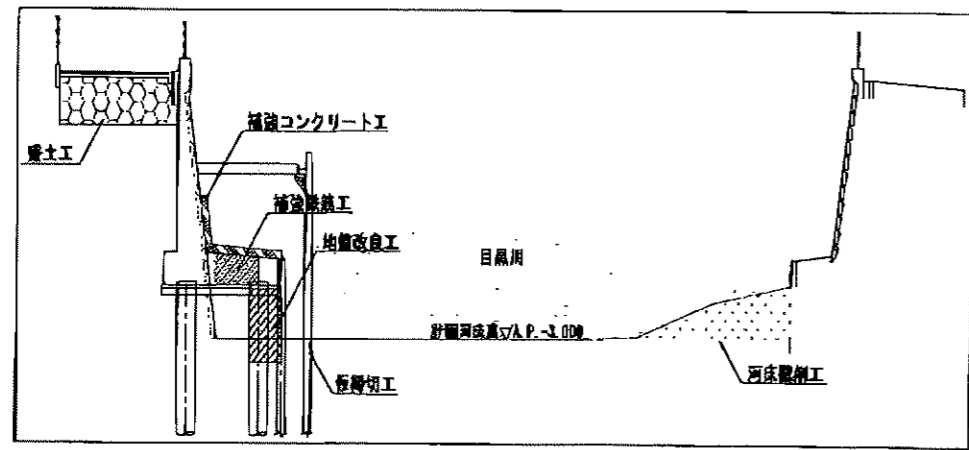 補強コンクリート工
盛土工
補強鉄筋工
地盤改良工
目黒川
計画河床高▽A.P.-3.000
仮締切工
河床掘削工